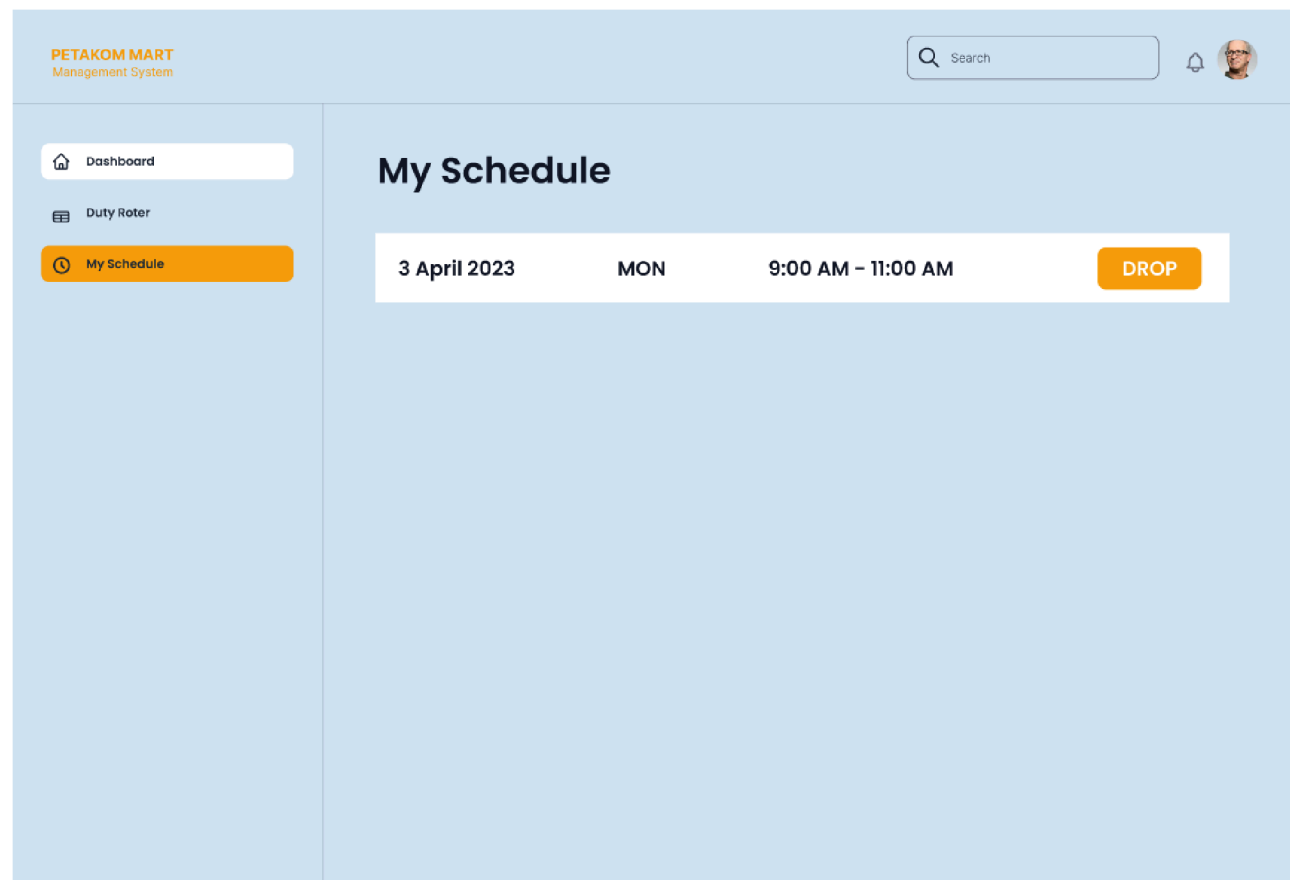 PETAKOM MART
Management System
Search
Dashboard
Duty Roter
My Schedule
My Schedule
3 April 2023 MON 9:00 AM - 11:00 AM DROP